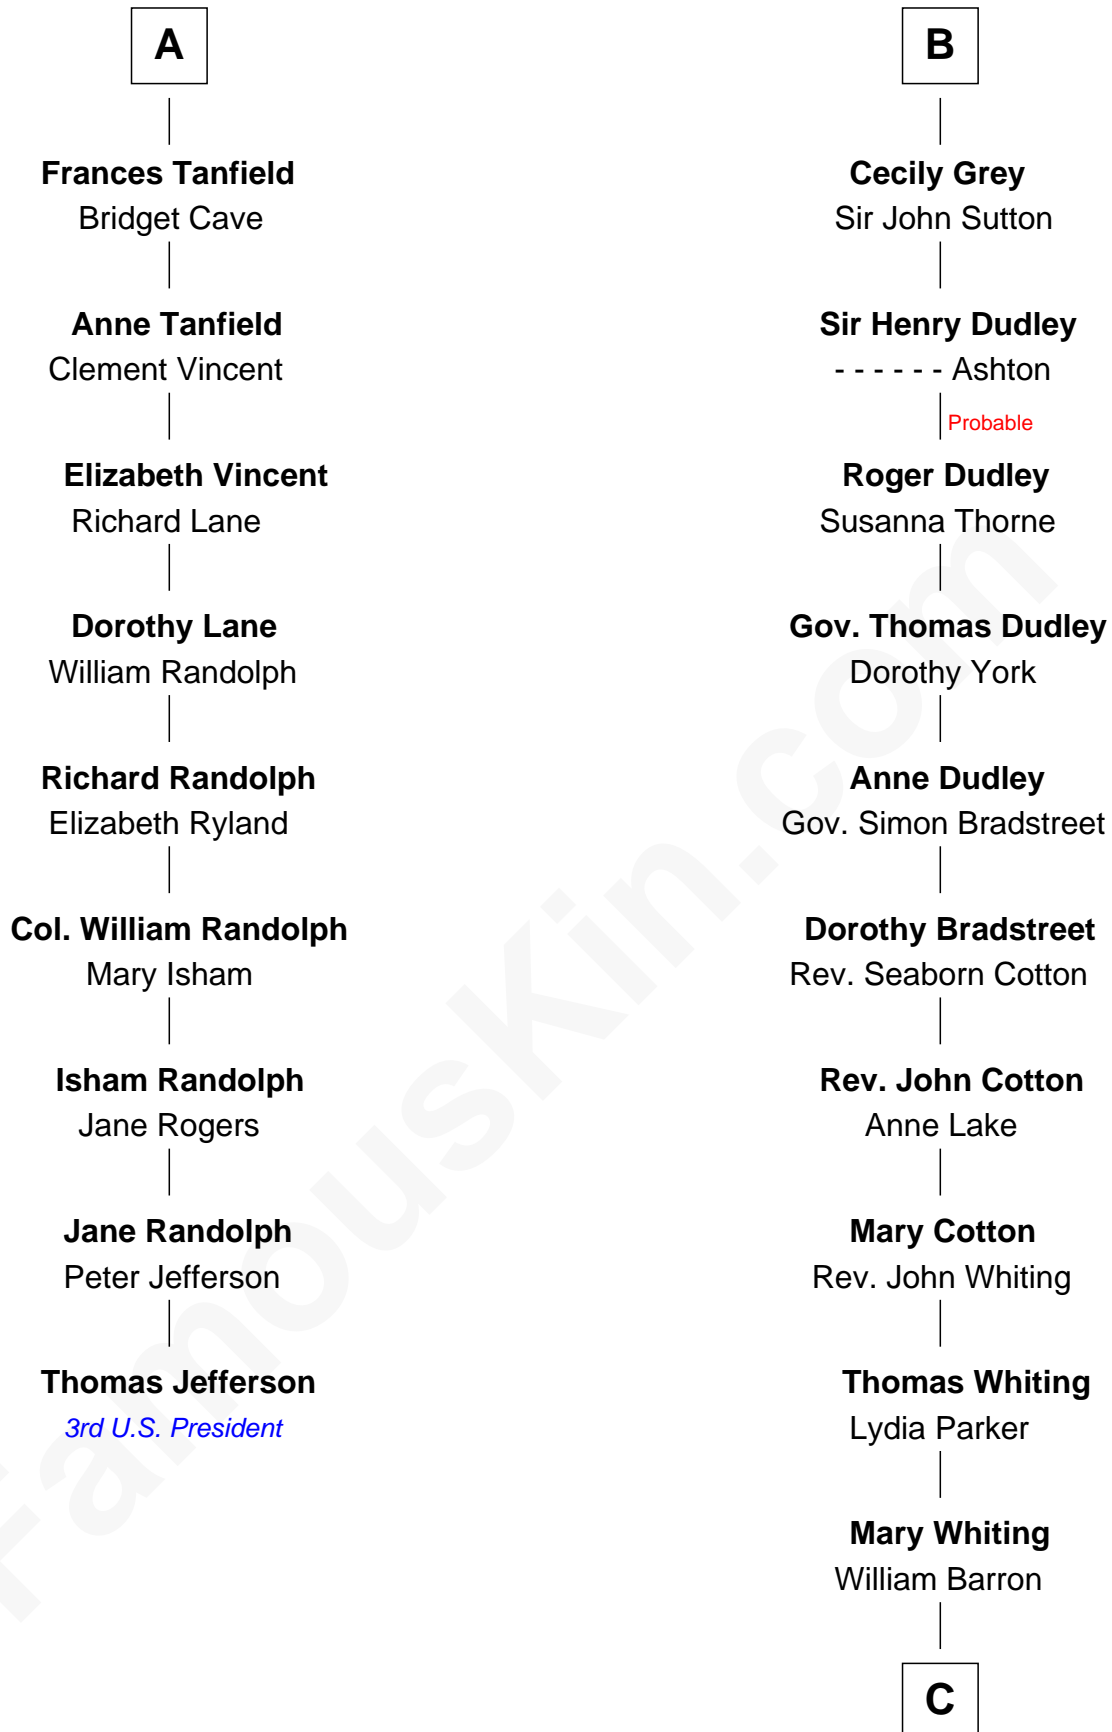 A
Frances Tanfield
Bridget Cave
Anne Tanfield
Clement Vincent
Elizabeth Vincent
Richard Lane
Dorothy Lane
William Randolph
Richard Randolph
Elizabeth Ryland
Col. William Randolph
Mary Isham
Isham Randolph
Jane Rogers
Jane Randolph
Peter Jefferson
Thomas Jefferson
3rd U.S. President
B
Cecily Grey
Sir John Sutton
Sir Henry Dudley
- - - - - - Ashton
Probable
Roger Dudley
Susanna Thorne
Gov. Thomas Dudley
Dorothy York
Anne Dudley
Gov. Simon Bradstreet
Dorothy Bradstreet
Rev. Seaborn Cotton
Rev. John Cotton
Anne Lake
Mary Cotton
Rev. John Whiting
Thomas Whiting
Lydia Parker
Mary Whiting
William Barron
C
FamousKin.com